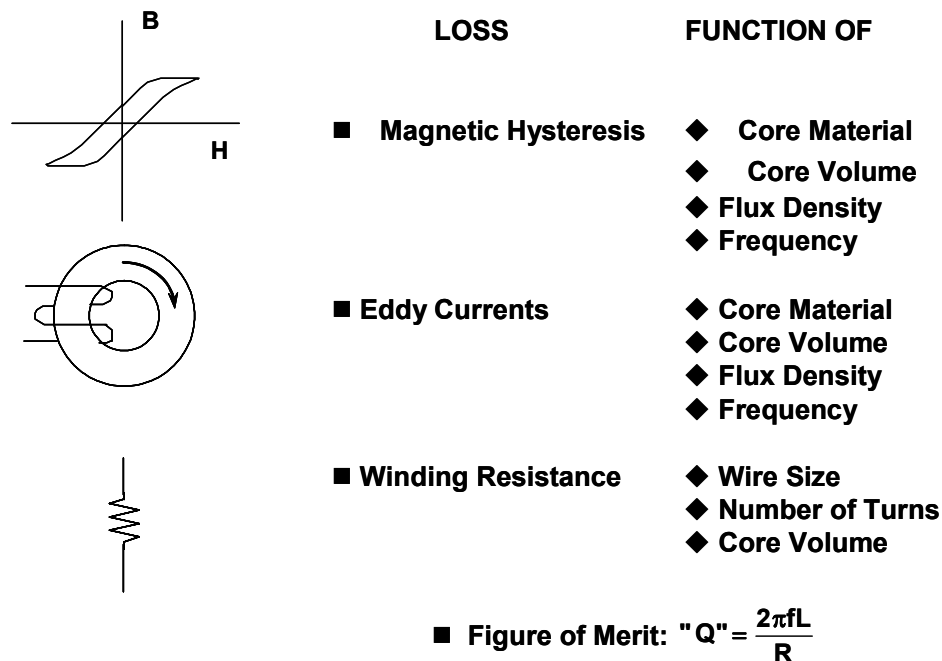 B
H
LOSS FUNCTION OF
■ Magnetic Hysteresis ◆ Core Material
◆ Core Volume
◆ Flux Density
◆ Frequency
■ Eddy Currents ◆ Core Material
◆ Core Volume
◆ Flux Density
◆ Frequency
■ Winding Resistance ◆ Wire Size
◆ Number of Turns
◆ Core Volume
■ Figure of Merit: "Q" = 2πfL / R